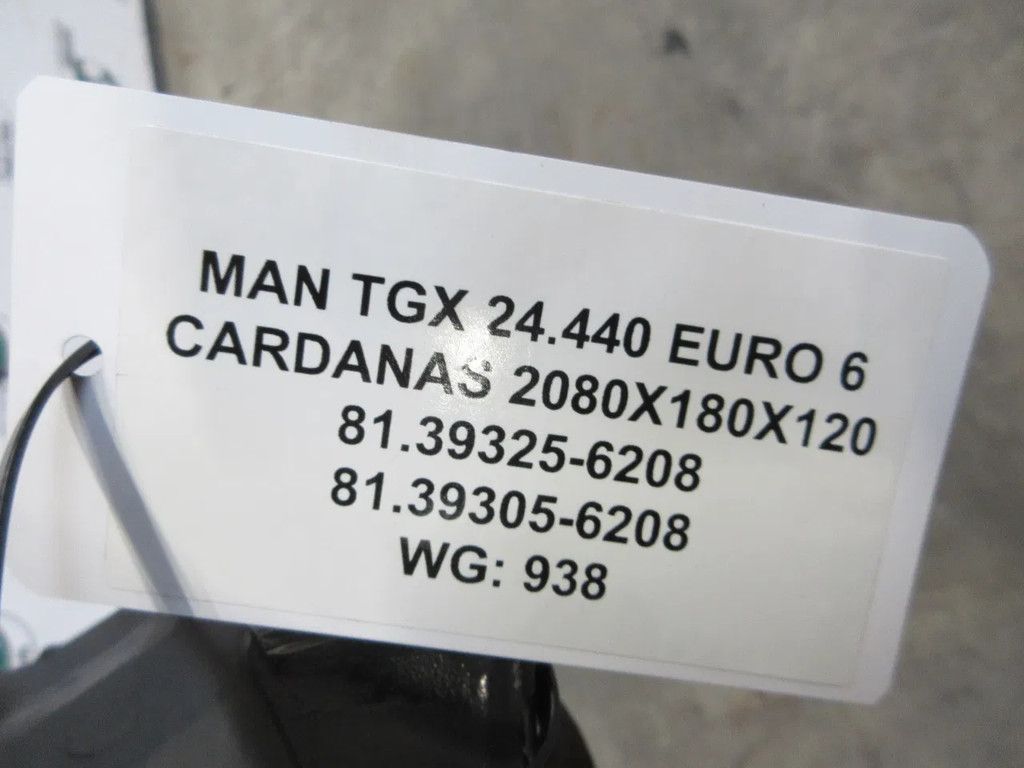 MAN TGX 24.440 EURO 6
CARDANAS 2080X180X120
81.39325-6208
81.39305-6208
WG: 938